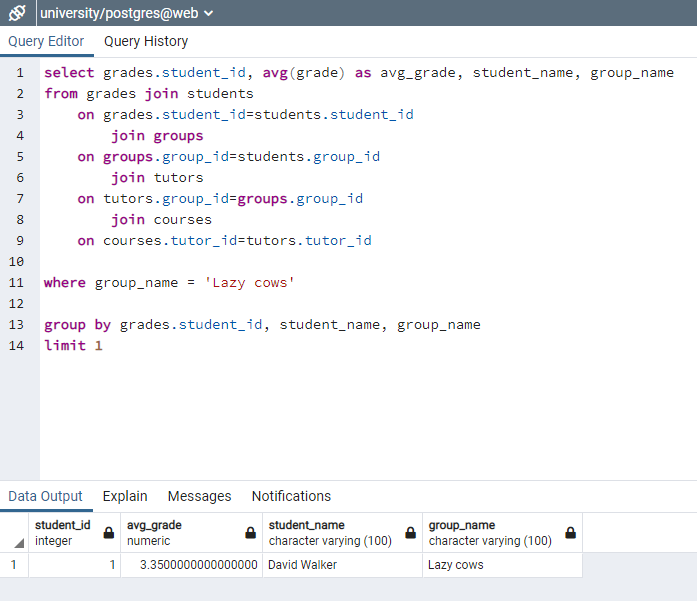 university/postgres@web
Query Editor Query History
1 select grades.student_id, avg(grade) as avg_grade, student_name, group_name
2 from grades join students
3 on grades.student_id=students.student_id
4 join groups
5 on groups.group_id=students.group_id
6 join tutors
7 on tutors.group_id=groups.group_id
8 join courses
9 on courses.tutor_id=tutors.tutor_id
10
11 where group_name = 'Lazy cows'
12
13 group by grades.student_id, student_name, group_name
14 limit 1
Data Output Explain Messages Notifications
student_id avg_grade student_name group_name
integer numeric character varying (100) character varying (100)
1 1 3.3500000000000000 David Walker Lazy cows